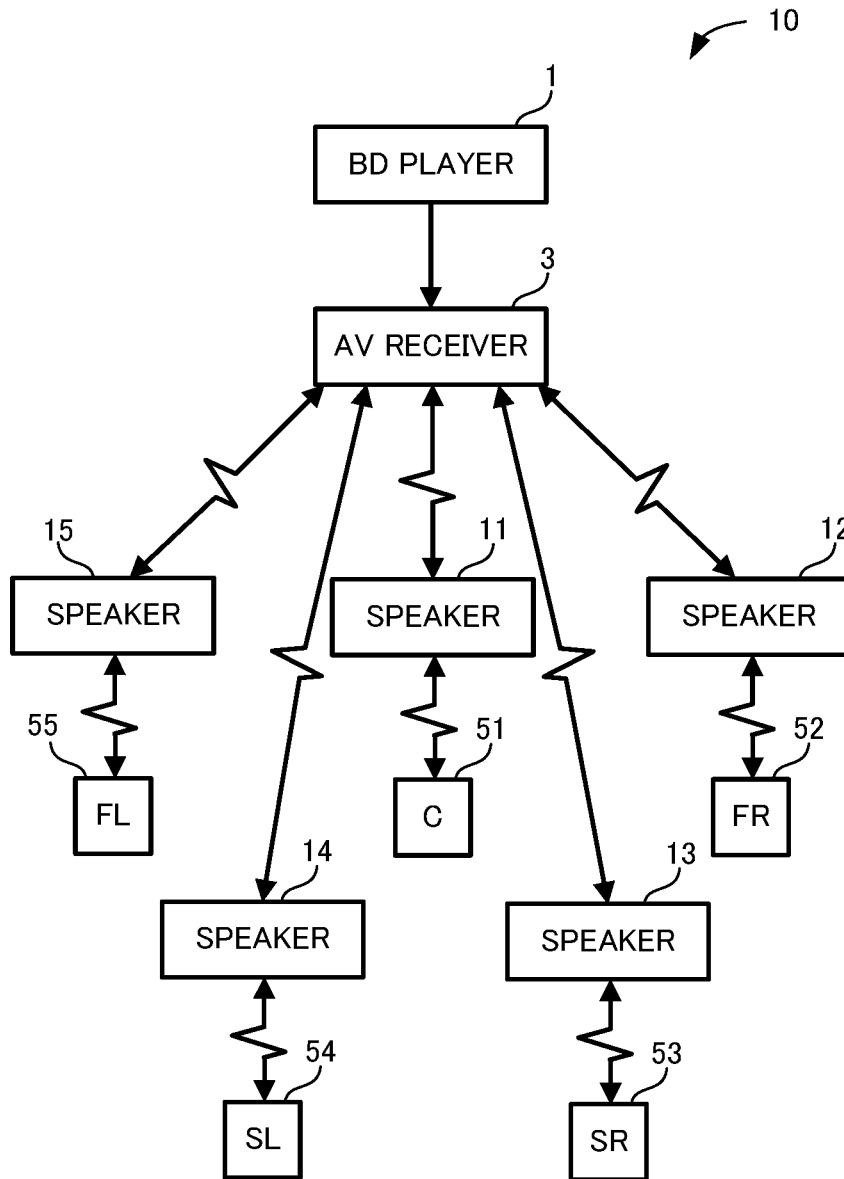 10
1
BD PLAYER
3
AV RECEIVER
15
11
12
SPEAKER
SPEAKER
SPEAKER
55
51
52
FL
C
FR
14
13
SPEAKER
SPEAKER
54
53
SL
SR